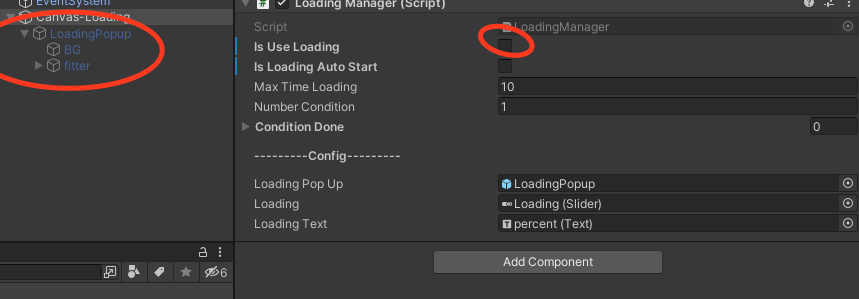 EventSystem
Canvas-Loading
LoadingPopup
BG
fitter
6
# Loading Manager (Script)
Script LoadingManager
Is Use Loading
Is Loading Auto Start
Max Time Loading 10
Number Condition 1
Condition Done 0
---------Config---------
Loading Pop Up LoadingPopup
Loading Loading (Slider)
Loading Text T percent (Text)
Add Component